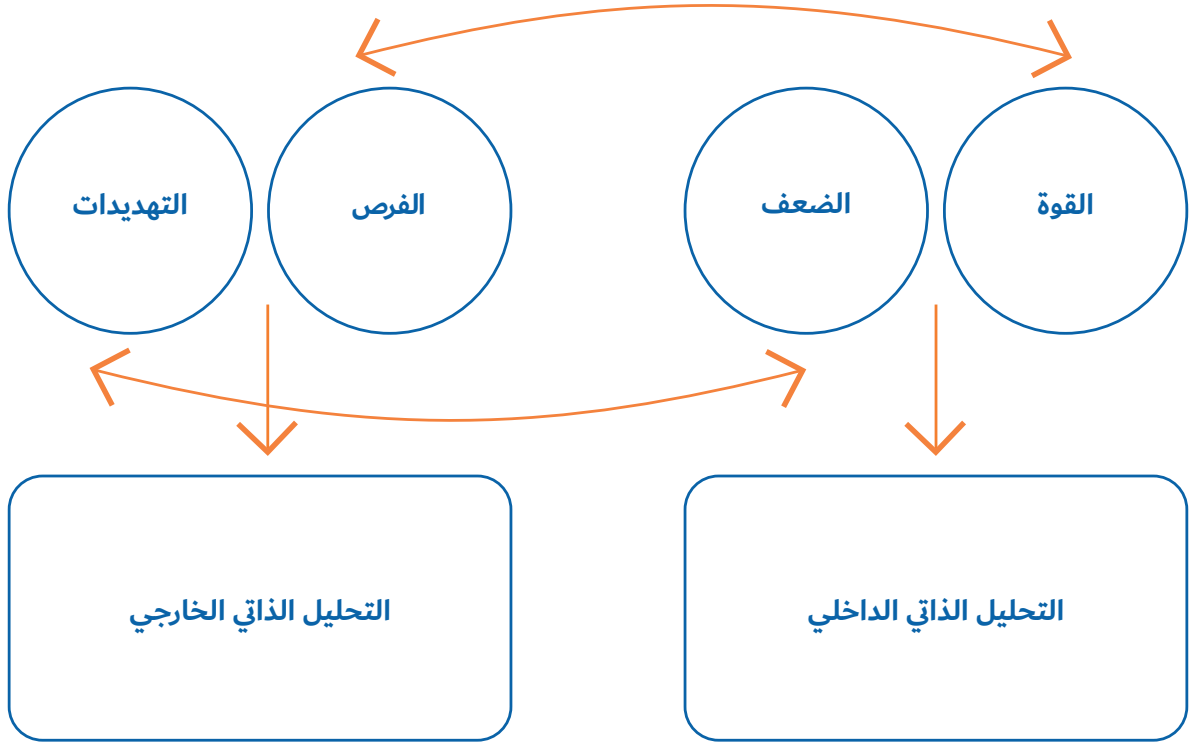 القوة
الضعف
الفرص
التهديدات
التحليل الذاتي الداخلي
التحليل الذاتي الخارجي